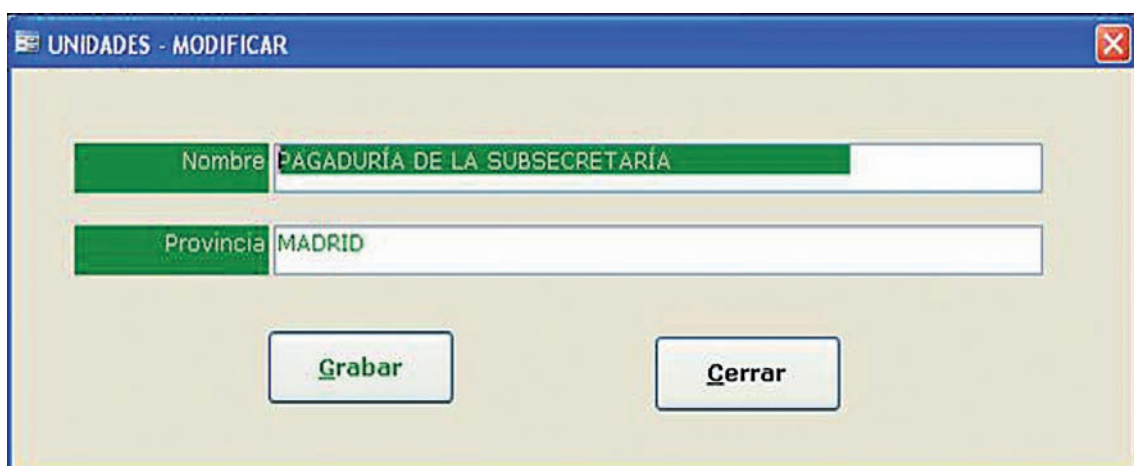 UNIDADES - MODIFICAR
Nombre PAGADURÍA DE LA SUBSECRETARÍA
Provincia MADRID
Grabar Cerrar